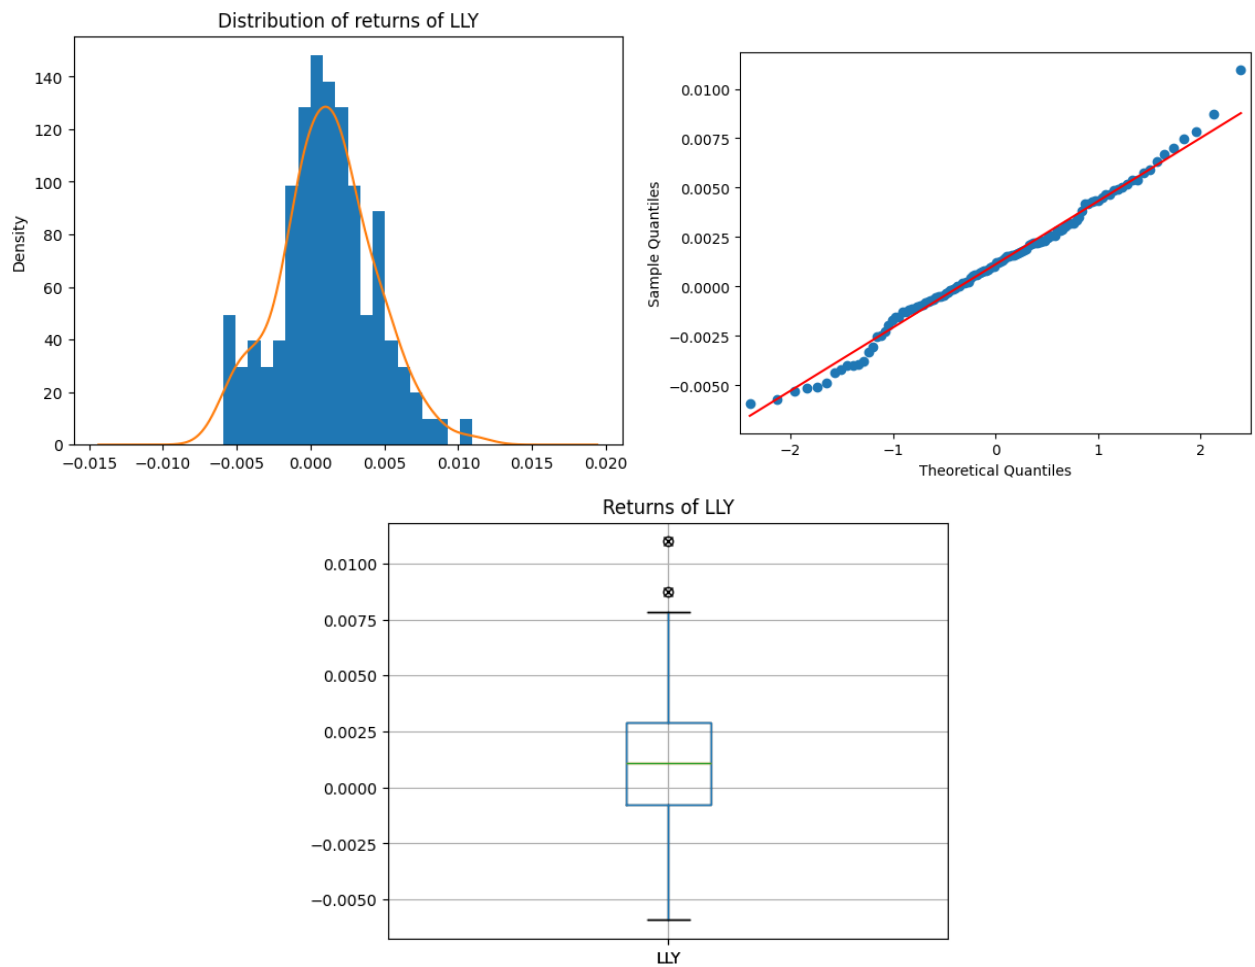 Distribution of returns of LLY
140
120
100
80
60
40
20
0
Density
−0.015 −0.010 −0.005 0.000 0.005 0.010 0.015 0.020
0.0100
0.0075
0.0050
0.0025
0.0000
−0.0025
−0.0050
Sample Quantiles
−2 −1 0 1 2
Theoretical Quantiles
Returns of LLY
0.0100
0.0075
0.0050
0.0025
0.0000
−0.0025
−0.0050
LLY